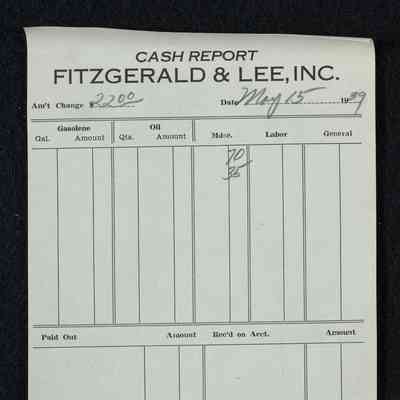 CASH REPORT
FITZGERALD & LEE, INC.
Am't Change $ 2200 Date May 15 1939
Gasolene Oil
Gal. Amount Qts. Amount Mdse. Labor General
70
35
Paid Out Amount Rec'd on Acct. Amount